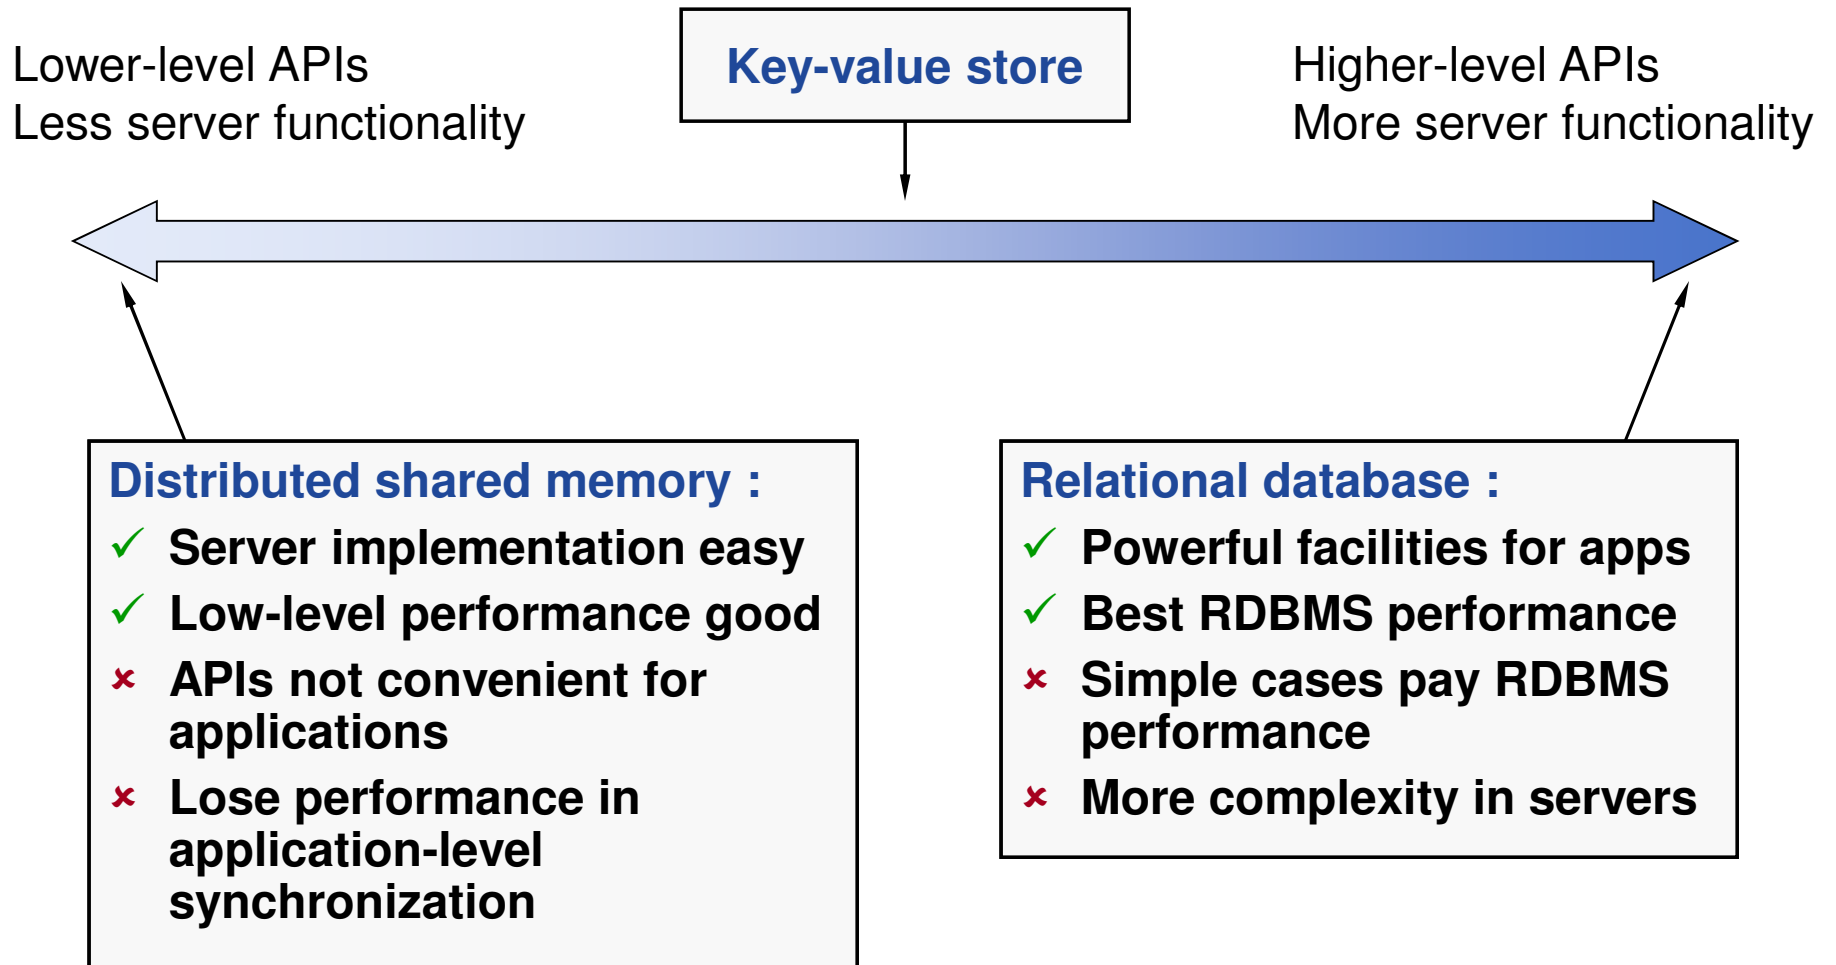 Lower-level APIs
Less server functionality
Key-value store
Higher-level APIs
More server functionality
Distributed shared memory :
✓ Server implementation easy
✓ Low-level performance good
✘ APIs not convenient for
applications
✘ Lose performance in
application-level
synchronization
Relational database :
✓ Powerful facilities for apps
✓ Best RDBMS performance
✘ Simple cases pay RDBMS
performance
✘ More complexity in servers